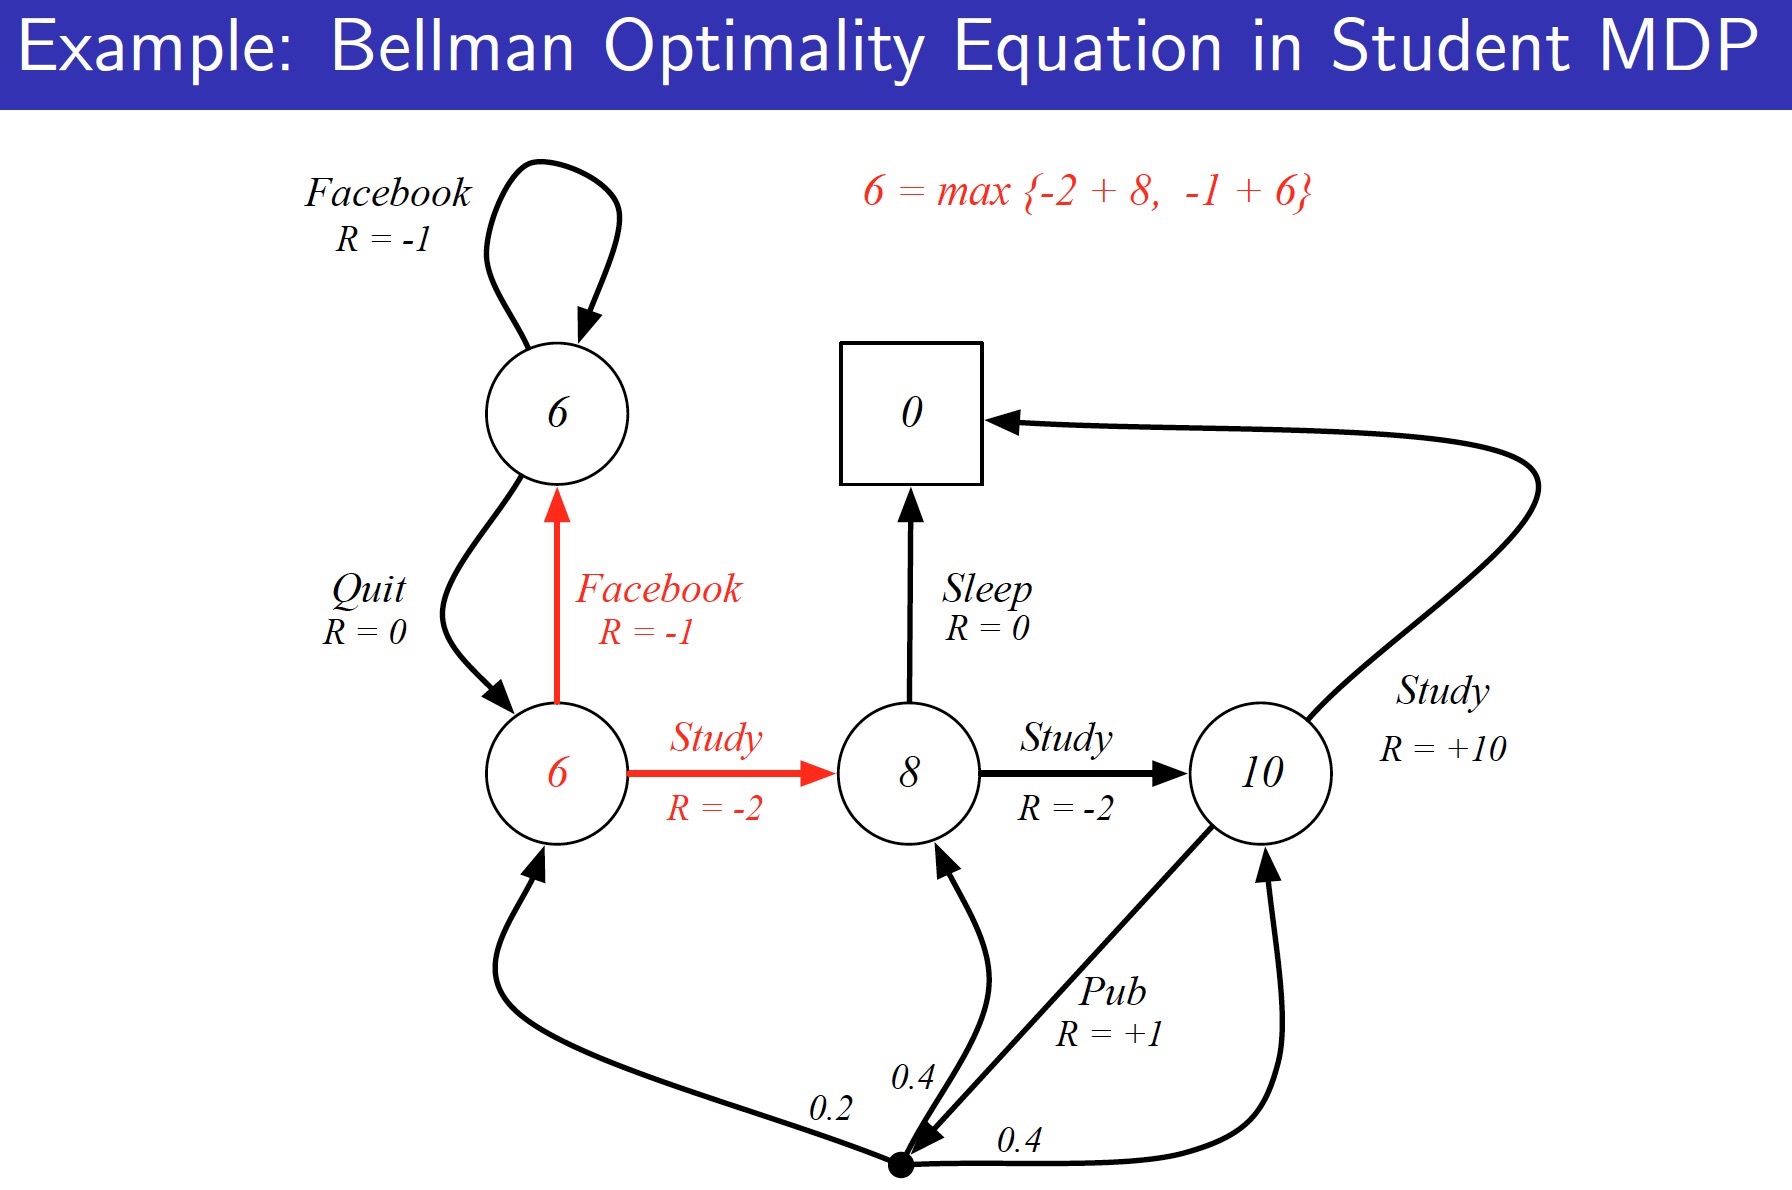 Example: Bellman Optimality Equation in Student MDP
Facebook
R = -1
6 = max {-2 + 8, -1 + 6}
6
0
Quit
R = 0
Facebook
R = -1
Sleep
R = 0
Study
R = +10
6
Study
R = -2
8
Study
R = -2
10
Pub
R = +1
0.4
0.2
0.4